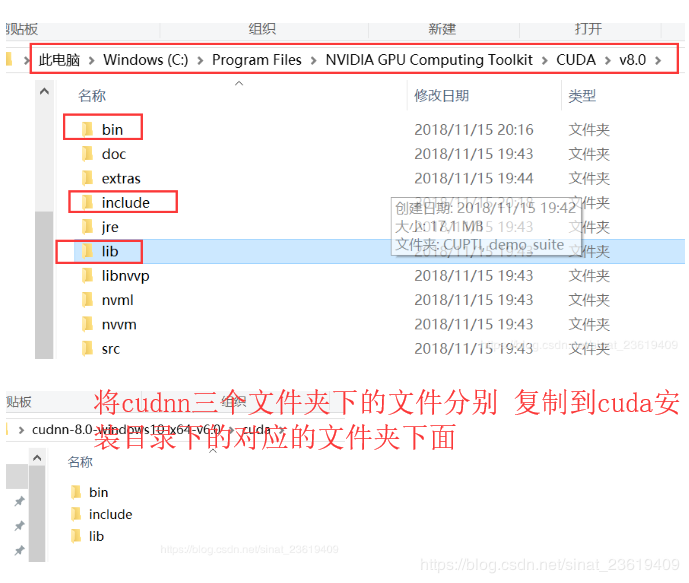 剪贴板 组织 新建 打开
此电脑 > Windows (C:) > Program Files > NVIDIA GPU Computing Toolkit > CUDA > v8.0 >
名称 修改日期 类型
bin 2018/11/15 20:16 文件夹
doc 2018/11/15 19:43 文件夹
extras 2018/11/15 19:44 文件夹
include 文件夹
创建日期: 2018/11/15 19:42
jre 文件夹
大小: 17.1 MB
lib 2018/11/15 19:43 文件夹
文件夹: CUPTI, demo_suite
libnvvp 2018/11/15 19:43 文件夹
nvml 2018/11/15 19:43 文件夹
nvvm 2018/11/15 19:43 文件夹
src 2018/11/15 19:43 文件夹
https://blog.csdn.net/sinat_23619409
贴板 组织
将cudnn三个文件夹下的文件分别 复制到cuda安
cudnn-8.0-windows10-x64-v6.0 > cuda >
装目录下的对应的文件夹下面
名称
bin
include
lib
https://blog.csdn.net/sinat_23619409
https://blog.csdn.net/sinat_23619409